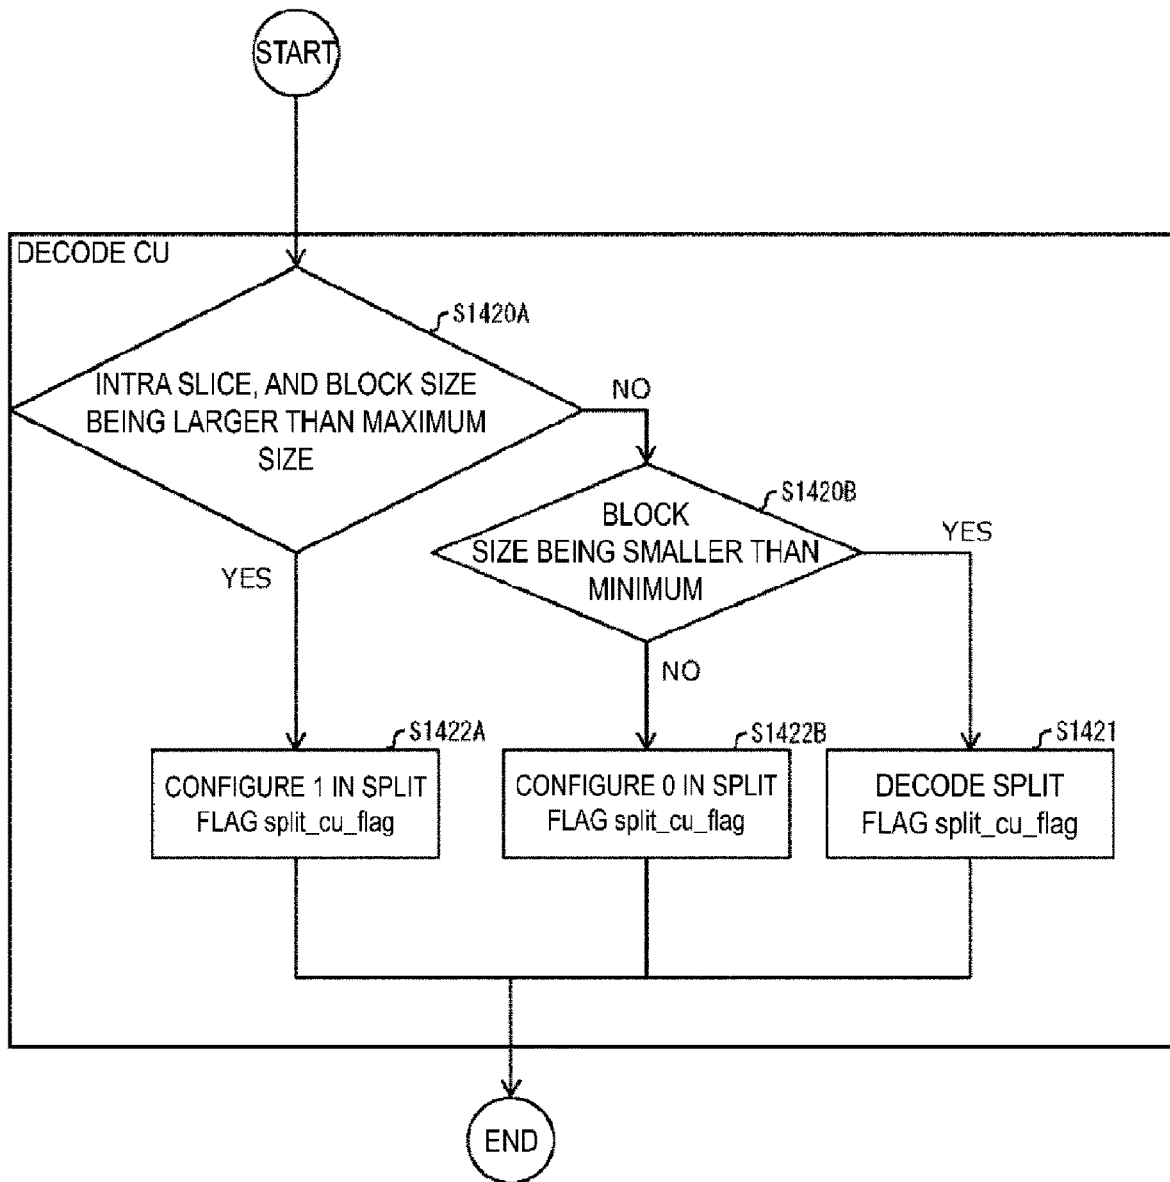 START
DECODE CU
S1420A
INTRA SLICE, AND BLOCK SIZE
BEING LARGER THAN MAXIMUM
SIZE
NO
S1420B
BLOCK
SIZE BEING SMALLER THAN
MINIMUM
YES
YES
NO
S1422A
CONFIGURE 1 IN SPLIT
FLAG split_cu_flag
S1422B
CONFIGURE 0 IN SPLIT
FLAG split_cu_flag
S1421
DECODE SPLIT
FLAG split_cu_flag
END